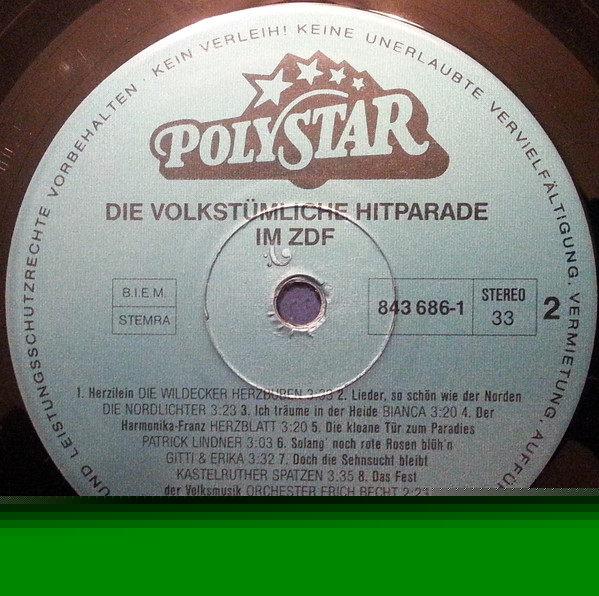 UND LEISTUNGSSCHUTZRECHTE VORBEHALTEN · KEIN VERLEIH! KEINE UNERLAUBTE VERVIELFÄLTIGUNG, VERMIETUNG,
POLYSTAR
DIE VOLKSTÜMLICHE HITPARADE
IM ZDF
B.I.E.M.
STEMRA
843 686-1
STEREO
33
2
1. Herzilein DIE WILDECKER HERZBUBEN 3:33 2. Lieder, so schön wie der Norden
DIE NORDLICHTER 3:23 3. Ich träume in der Heide BIANCA 3:20 4. Der
Harmonika-Franz HERZBLATT 3:20 5. Die kloane Tür zum Paradies
PATRICK LINDNER 3:03 6. Solang' noch rote Rosen blüh'n
GITTI & ERIKA 3:32 7. Doch die Sehnsucht bleibt
KASTELRUTHER SPATZEN 3:35 8. Das Fest
der Volksmusik ORCHESTER ERICH BECHT 2:23